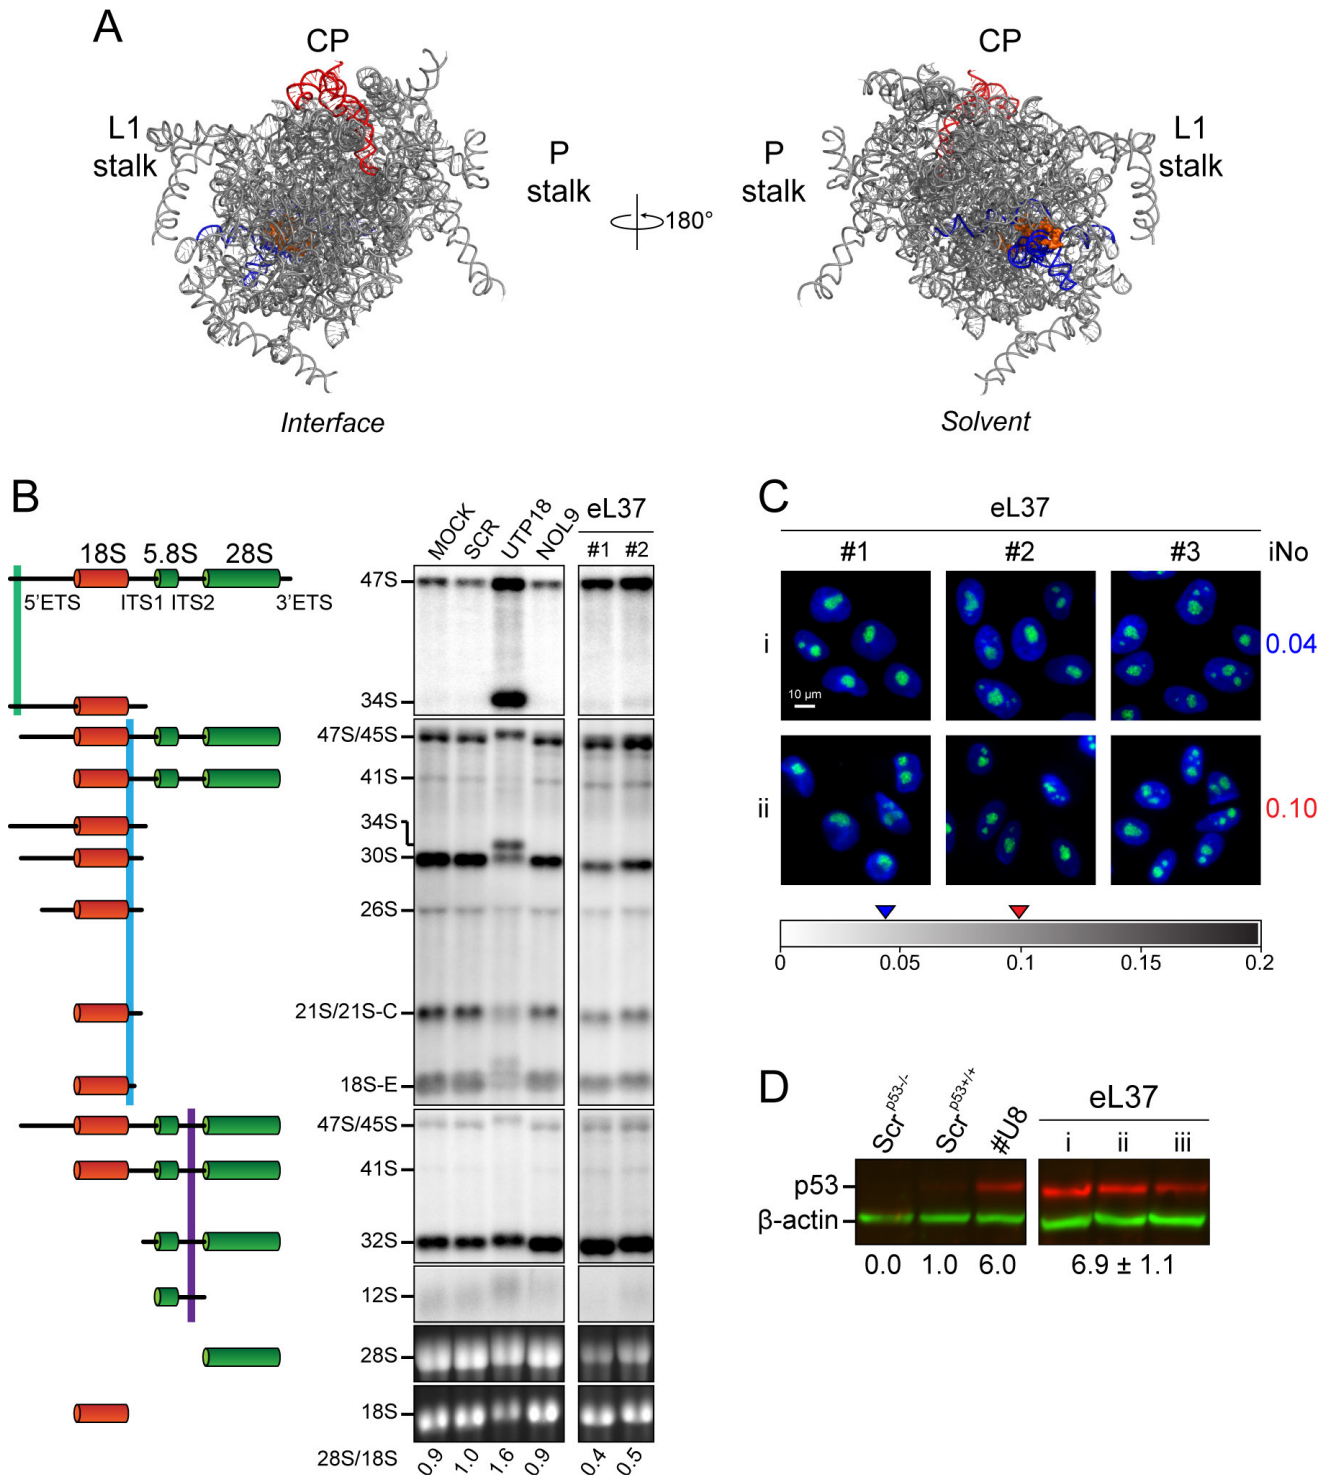 A
CP
L1
stalk
P
stalk
180°
CP
P
stalk
L1
stalk
Interface
Solvent
B
18S 5.8S 28S
5'ETS ITS1 ITS2 3'ETS
MOCK SCR UTP18 NOL9
eL37
#1 #2
47S
34S
47S/45S
41S
34S
30S
26S
21S/21S-C
18S-E
47S/45S
41S
32S
12S
28S
18S
28S/18S 0.9 1.0 1.6 0.9 0.4 0.5
C
eL37
#1 #2 #3 iNo
i 0.04
10 µm
ii 0.10
0 0.05 0.1 0.15 0.2
D
Scr p53-/- Scr p53+/+ #U8
eL37
i ii iii
p53
β-actin
0.0 1.0 6.0 6.9 ± 1.1